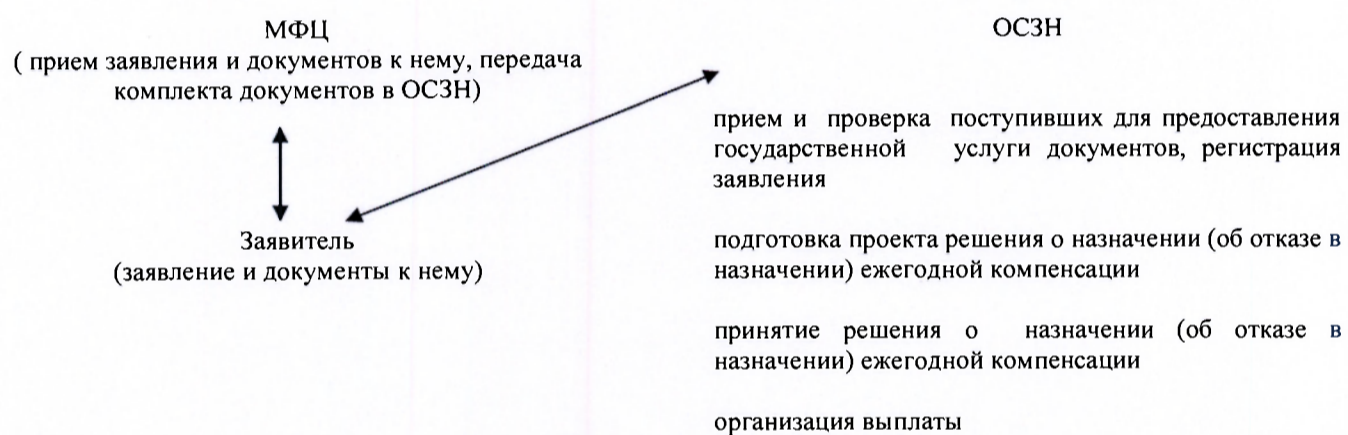 МФЦ
( прием заявления и документов к нему, передача
комплекта документов в ОСЗН)
Заявитель
(заявление и документы к нему)
ОСЗН
прием и проверка поступивших для предоставления
государственной услуги документов, регистрация
заявления
подготовка проекта решения о назначении (об отказе в
назначении) ежегодной компенсации
принятие решения о назначении (об отказе в
назначении) ежегодной компенсации
организация выплаты